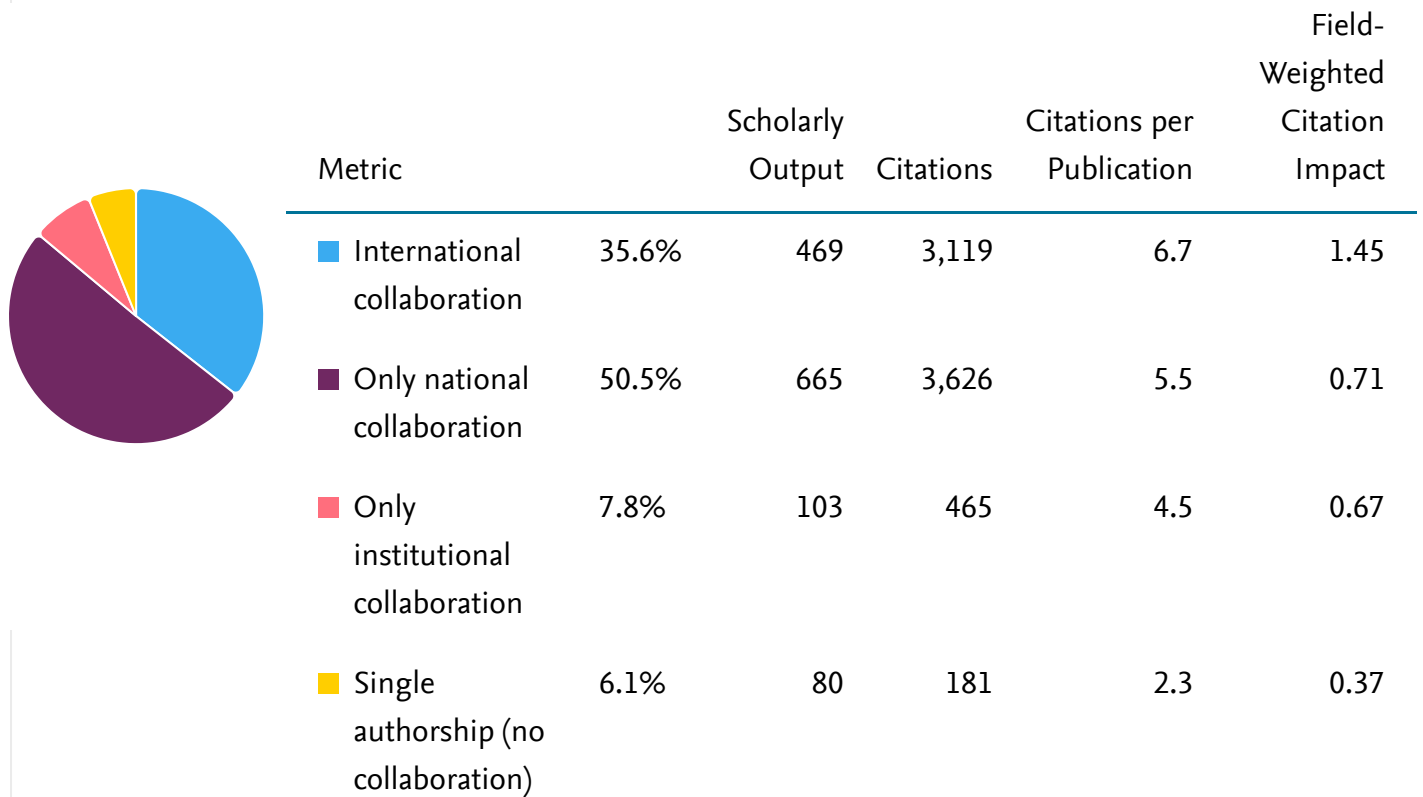 Field-
Weighted
Scholarly Citations per Citation
Metric Output Citations Publication Impact
International 35.6% 469 3,119 6.7 1.45
collaboration
Only national 50.5% 665 3,626 5.5 0.71
collaboration
Only 7.8% 103 465 4.5 0.67
institutional
collaboration
Single 6.1% 80 181 2.3 0.37
authorship (no
collaboration)